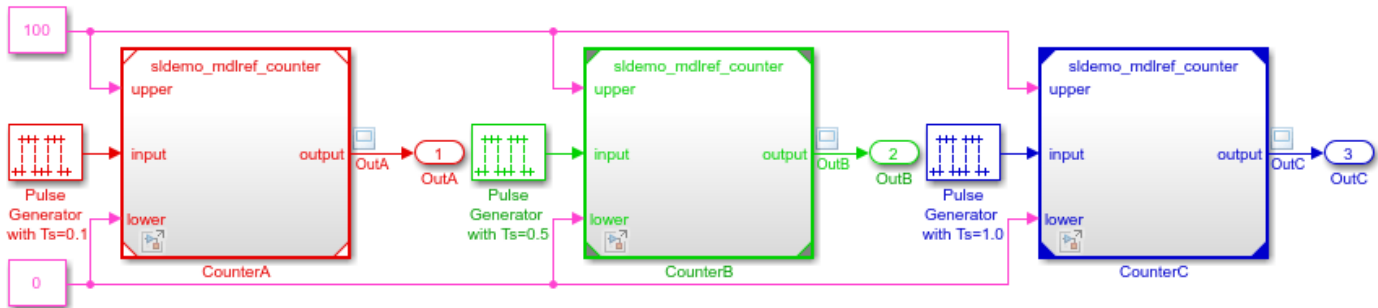 100
sldemo_mdlref_counter
upper
input
output
lower
CounterA
OutA
1
OutA
Pulse
Generator
with Ts=0.1
0
sldemo_mdlref_counter
upper
input
output
lower
CounterB
OutB
2
OutB
Pulse
Generator
with Ts=0.5
sldemo_mdlref_counter
upper
input
output
lower
CounterC
OutC
3
OutC
Pulse
Generator
with Ts=1.0